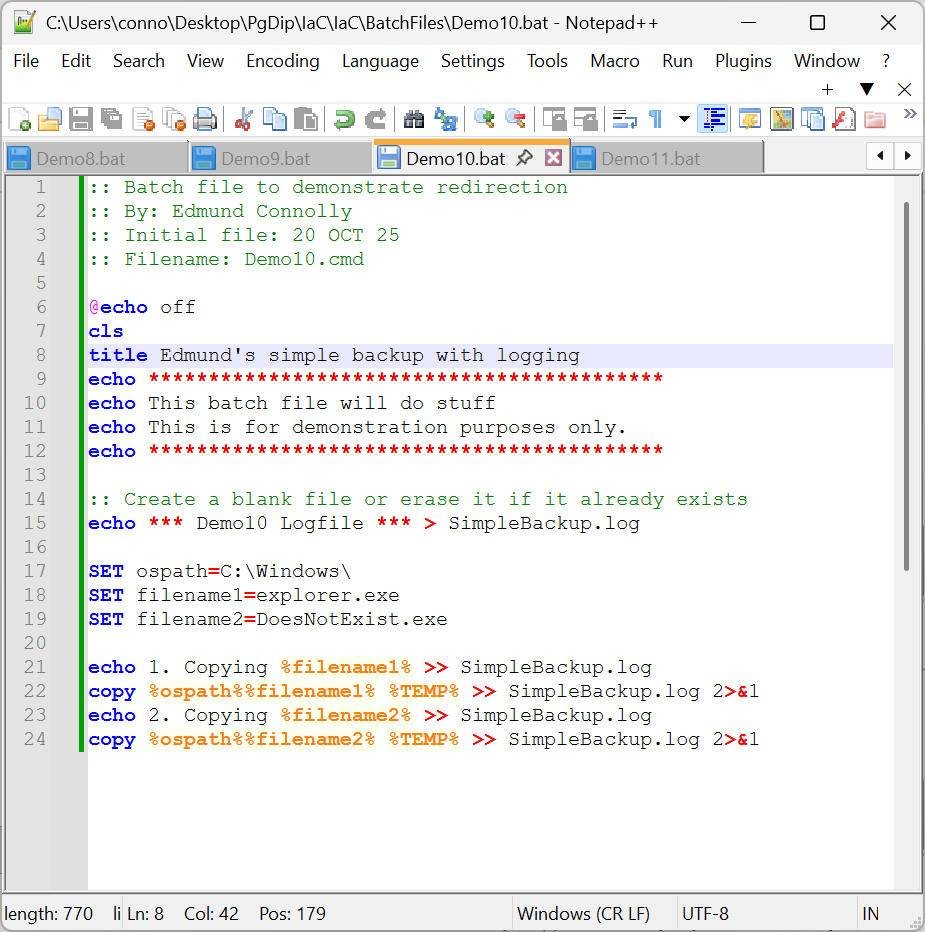 C:\Users\conno\Desktop\PgDip\IaC\IaC\BatchFiles\Demo10.bat - Notepad++
File Edit Search View Encoding Language Settings Tools Macro Run Plugins Window ?
Demo8.bat Demo9.bat Demo10.bat Demo11.bat
1 :: Batch file to demonstrate redirection
2 :: By: Edmund Connolly
3 :: Initial file: 20 OCT 25
4 :: Filename: Demo10.cmd
5
6 @echo off
7 cls
8 title Edmund's simple backup with logging
9 echo *******************************************
10 echo This batch file will do stuff
11 echo This is for demonstration purposes only.
12 echo *******************************************
13
14 :: Create a blank file or erase it if it already exists
15 echo *** Demo10 Logfile *** > SimpleBackup.log
16
17 SET ospath=C:\Windows\
18 SET filename1=explorer.exe
19 SET filename2=DoesNotExist.exe
20
21 echo 1. Copying %filename1% >> SimpleBackup.log
22 copy %ospath%%filename1% %TEMP% >> SimpleBackup.log 2>&1
23 echo 2. Copying %filename2% >> SimpleBackup.log
24 copy %ospath%%filename2% %TEMP% >> SimpleBackup.log 2>&1
length: 770 li Ln: 8 Col: 42 Pos: 179 Windows (CR LF) UTF-8 IN